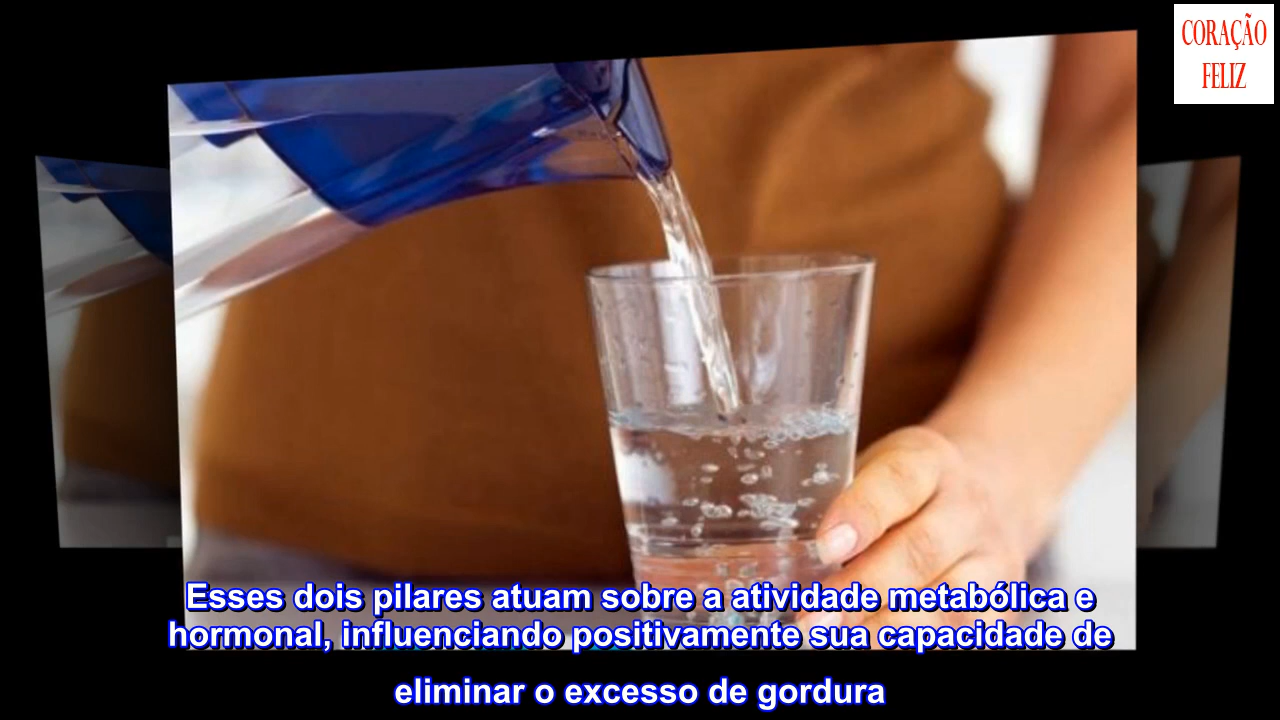 CORAÇÃO
FELIZ
Esses dois pilares atuam sobre a atividade metabólica e
hormonal, influenciando positivamente sua capacidade de
eliminar o excesso de gordura